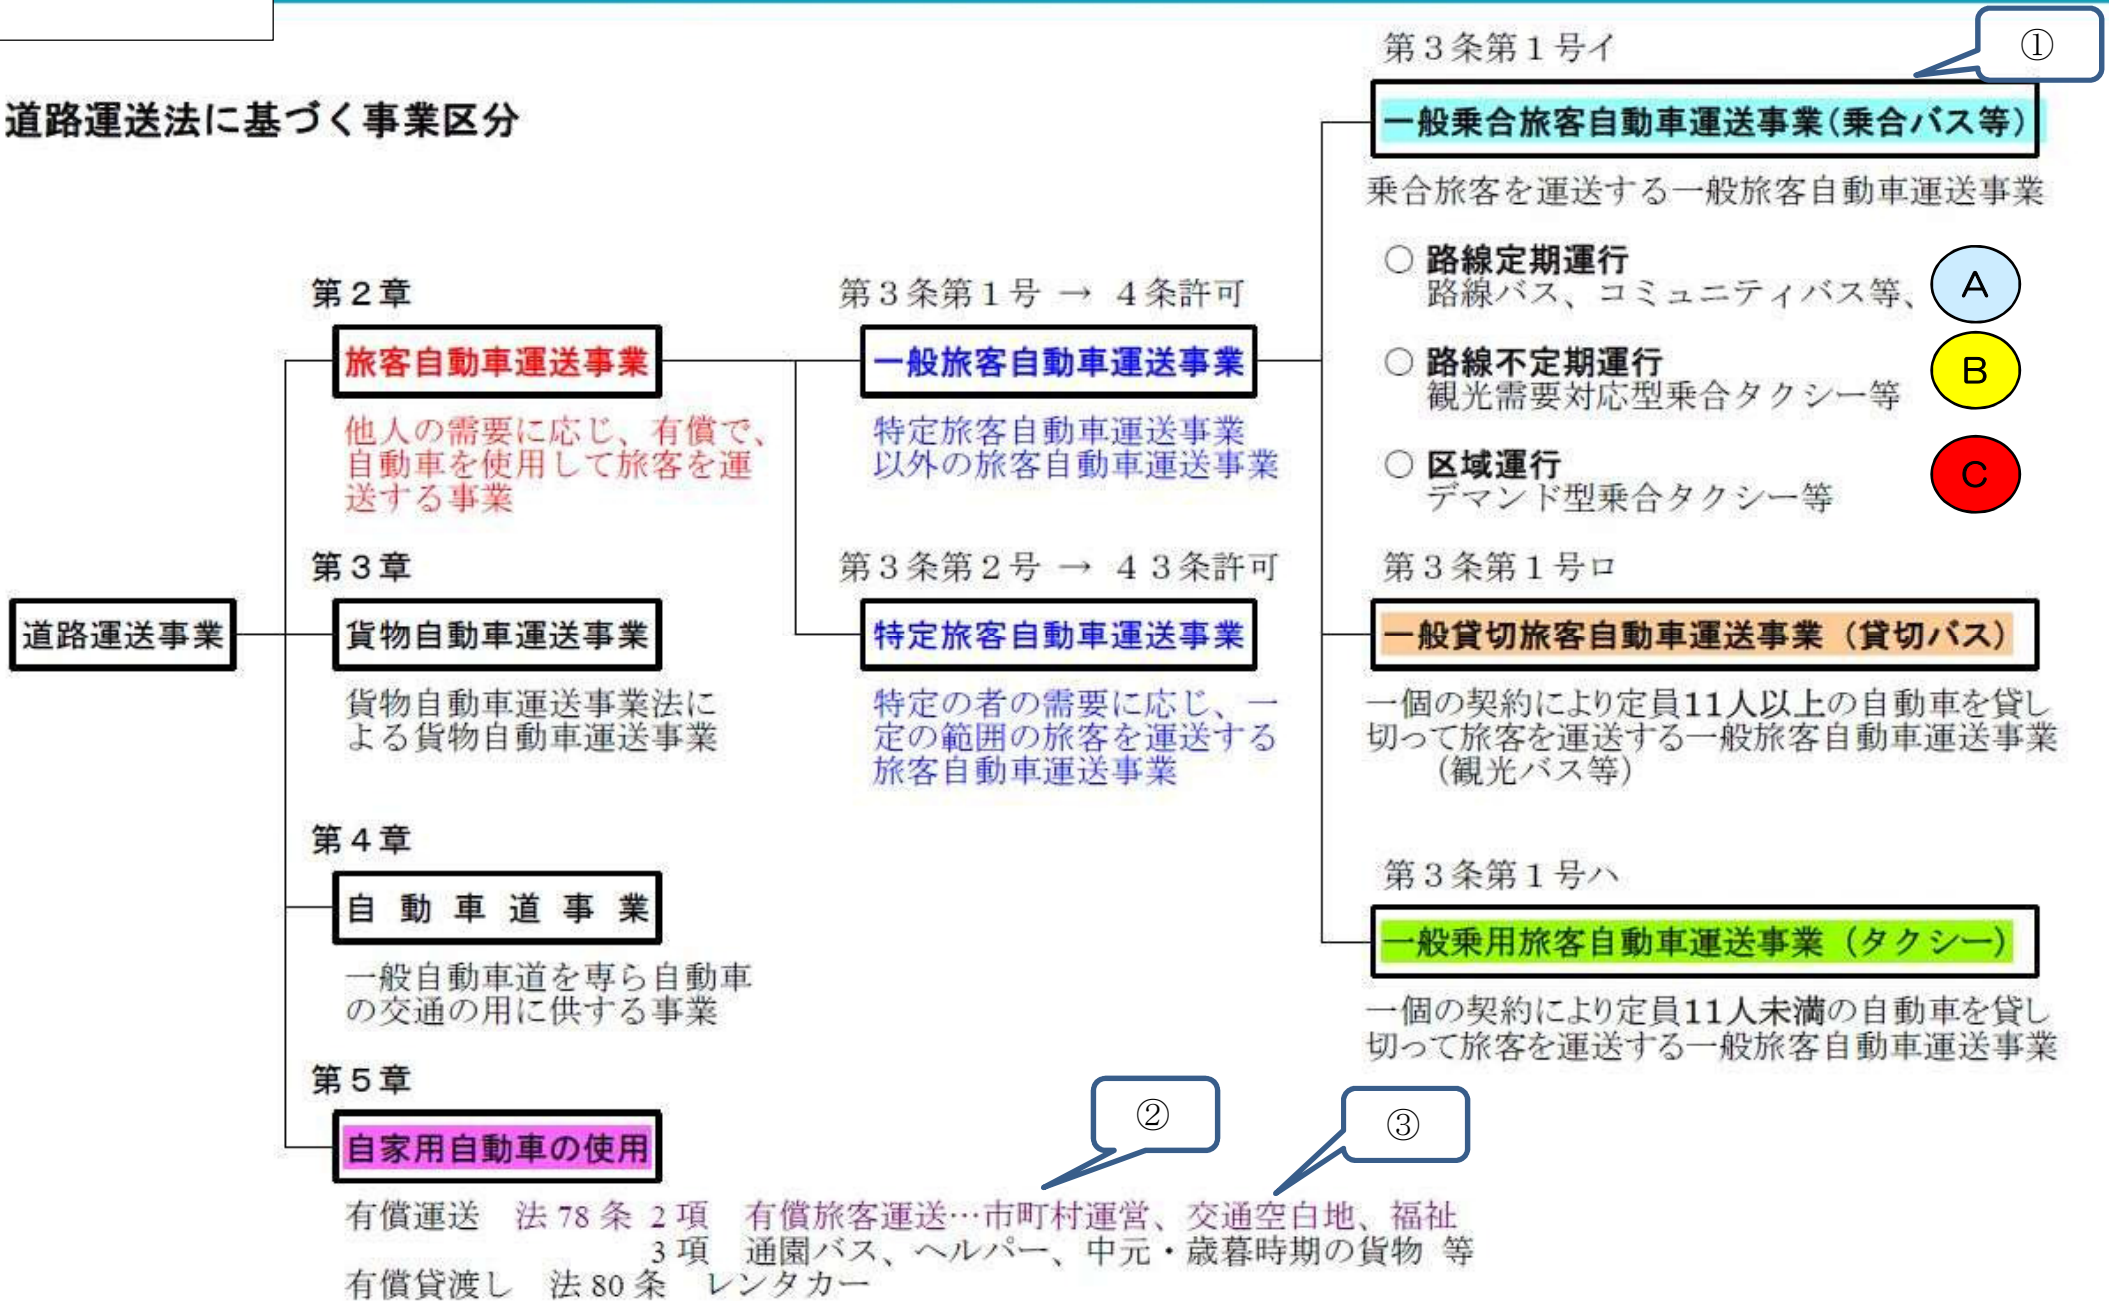 道路運送法に基づく事業区分
道路運送事業
第２章
旅客自動車運送事業
他人の需要に応じ、有償で、
自動車を使用して旅客を運
送する事業
第３章
貨物自動車運送事業
貨物自動車運送事業法に
よる貨物自動車運送事業
第４章
自動車道事業
一般自動車道を専ら自動車
の交通の用に供する事業
第５章
自家用自動車の使用
有償運送 法78条 2項 有償旅客運送…市町村運営、交通空白地、福祉
3項 通園バス、ヘルパー、中元・歳暮時期の貨物 等
有償貸渡し 法80条 レンタカー
②
③
第３条第１号 → ４条許可
一般旅客自動車運送事業
特定旅客自動車運送事業
以外の旅客自動車運送事業
第３条第２号 → ４３条許可
特定旅客自動車運送事業
特定の者の需要に応じ、一
定の範囲の旅客を運送する
旅客自動車運送事業
第３条第１号イ
①
一般乗合旅客自動車運送事業(乗合バス等)
乗合旅客を運送する一般旅客自動車運送事業
○ 路線定期運行
路線バス、コミュニティバス等、
A
○ 路線不定期運行
観光需要対応型乗合タクシー等
B
○ 区域運行
デマンド型乗合タクシー等
C
第３条第１号ロ
一般貸切旅客自動車運送事業（貸切バス）
一個の契約により定員11人以上の自動車を貸し
切って旅客を運送する一般旅客自動車運送事業
（観光バス等）
第３条第１号ハ
一般乗用旅客自動車運送事業（タクシー）
一個の契約により定員11人未満の自動車を貸し
切って旅客を運送する一般旅客自動車運送事業